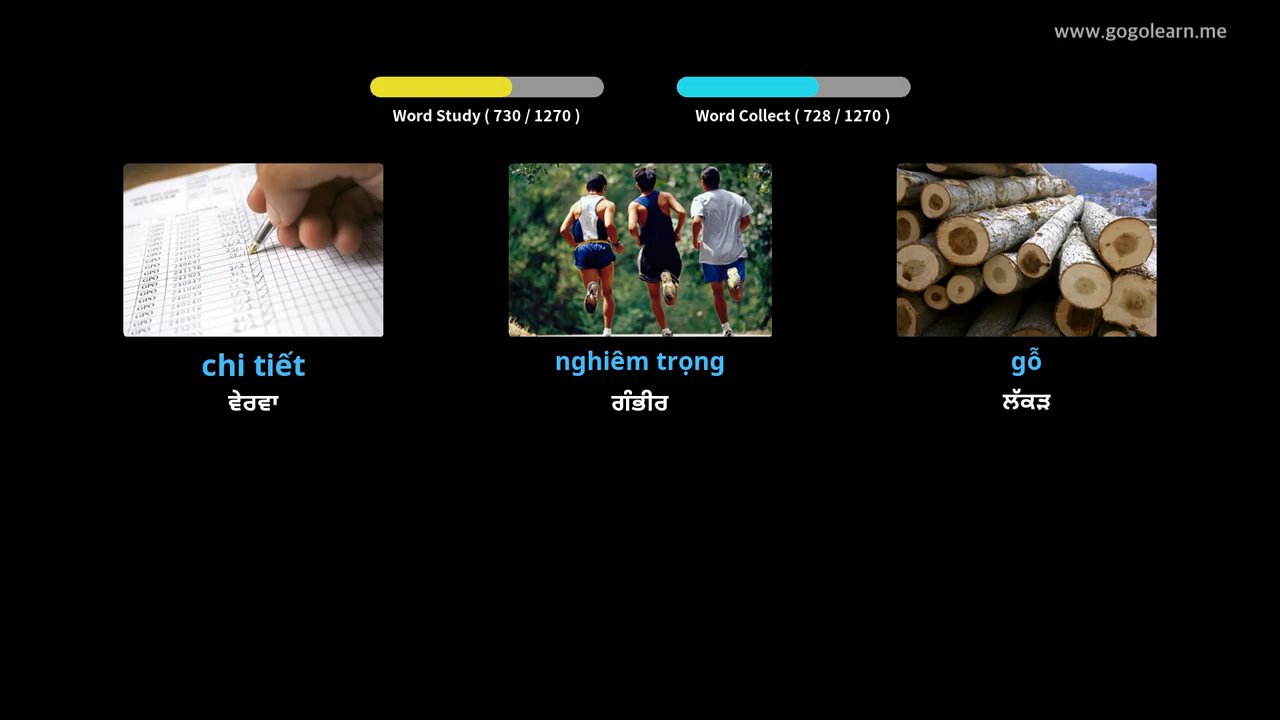 www.gogolearn.me
Word Study ( 730 / 1270 )
Word Collect ( 728 / 1270 )
chi tiết
nghiêm trọng
gỗ
ਵੇਰਵਾ
ਗੰਭੀਰ
ਲੱਕੜ